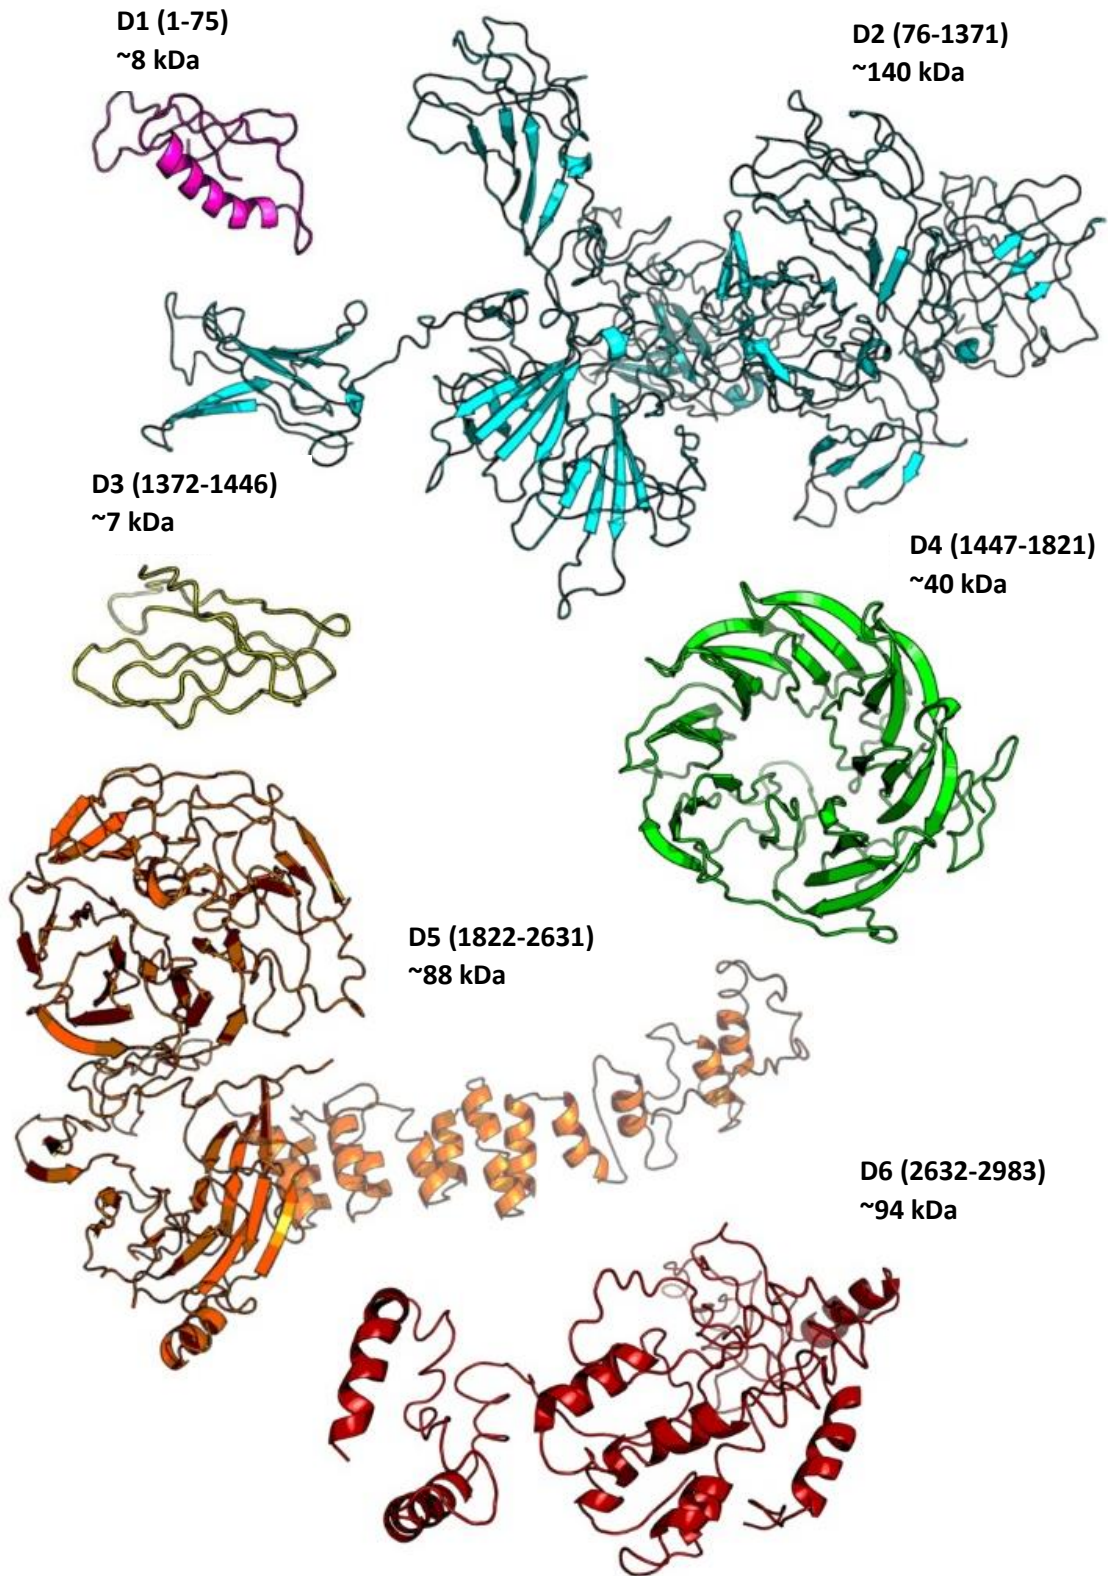 D1 (1-75)
~8 kDa
D2 (76-1371)
~140 kDa
D3 (1372-1446)
~7 kDa
D4 (1447-1821)
~40 kDa
D5 (1822-2631)
~88 kDa
D6 (2632-2983)
~94 kDa